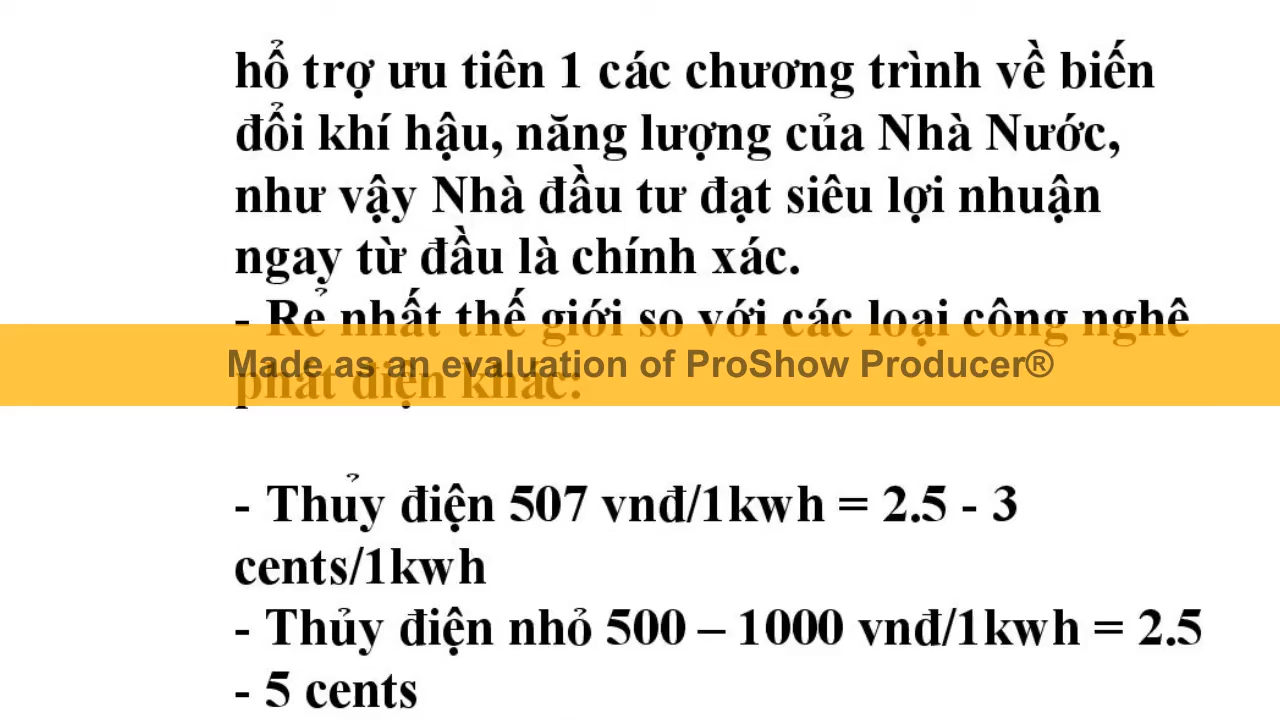 hổ trợ ưu tiên 1 các chương trình về biến
đổi khí hậu, năng lượng của Nhà Nước,
như vậy Nhà đầu tư đạt siêu lợi nhuận
ngay từ đầu là chính xác.
- Rẻ nhất thế giới so với các loại công nghê
Made as an evaluation of ProShow Producer®
phát điện khác:
- Thủy điện 507 vnđ/1kwh = 2.5 - 3
cents/1kwh
- Thủy điện nhỏ 500 – 1000 vnđ/1kwh = 2.5
- 5 cents